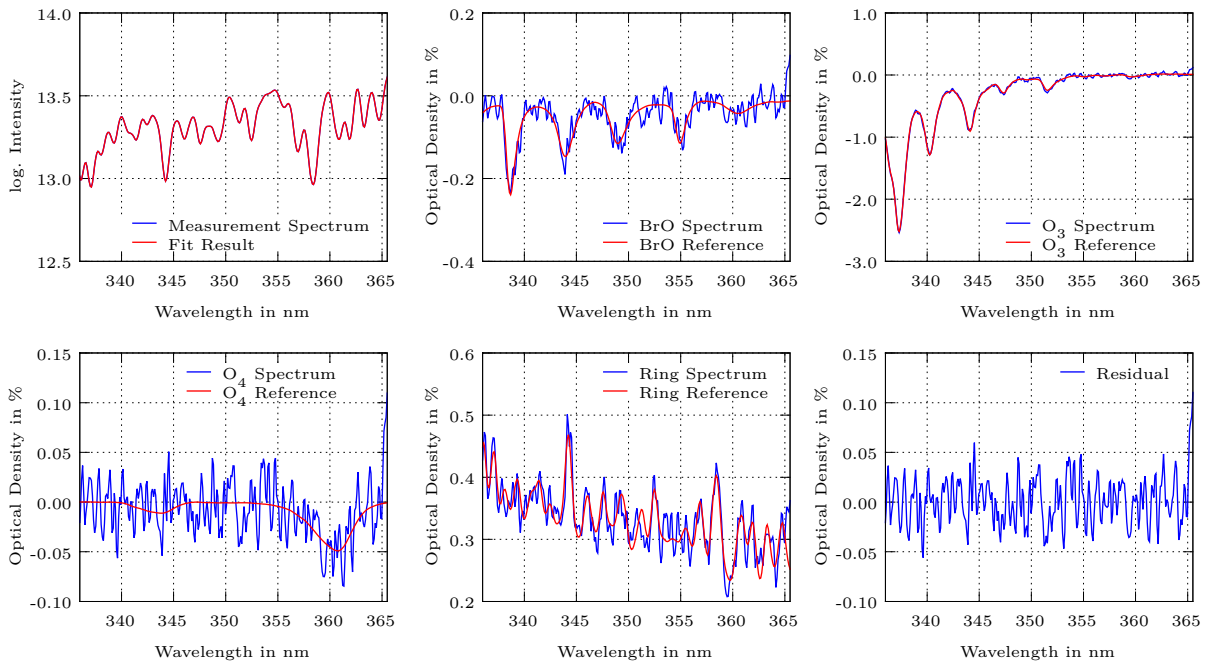 14.0
13.5
13.0
12.5
log. Intensity
Measurement Spectrum
Fit Result
340 345 350 355 360 365
Wavelength in nm
0.2
0.0
-0.2
-0.4
Optical Density in %
BrO Spectrum
BrO Reference
340 345 350 355 360 365
Wavelength in nm
1.0
0.0
-1.0
-2.0
-3.0
Optical Density in %
O3 Spectrum
O3 Reference
340 345 350 355 360 365
Wavelength in nm
0.15
0.10
0.05
0.00
-0.05
-0.10
Optical Density in %
O4 Spectrum
O4 Reference
340 345 350 355 360 365
Wavelength in nm
0.6
0.5
0.4
0.3
0.2
Optical Density in %
Ring Spectrum
Ring Reference
340 345 350 355 360 365
Wavelength in nm
0.15
0.10
0.05
0.00
-0.05
-0.10
Optical Density in %
Residual
340 345 350 355 360 365
Wavelength in nm